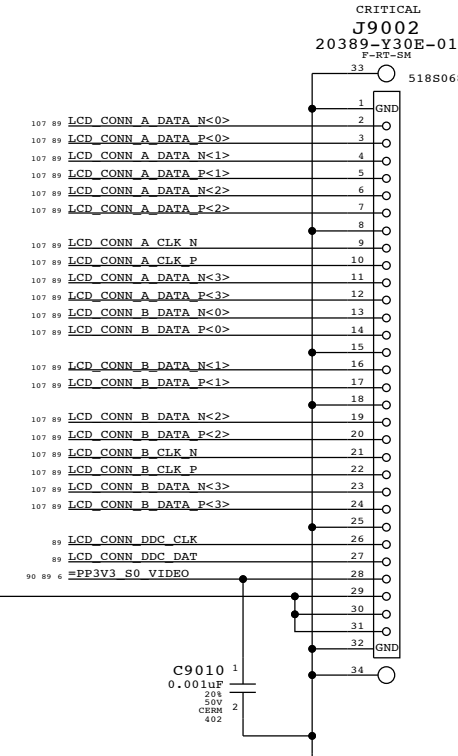 CRITICAL
J9002
20389-Y30E-01
F-RT-SM
33
518S06
1 GND
107 89 LCD_CONN_A_DATA_N<0> 2
107 89 LCD_CONN_A_DATA_P<0> 3
107 89 LCD_CONN_A_DATA_N<1> 4
107 89 LCD_CONN_A_DATA_P<1> 5
107 89 LCD_CONN_A_DATA_N<2> 6
107 89 LCD_CONN_A_DATA_P<2> 7
8
107 89 LCD_CONN_A_CLK_N 9
107 89 LCD_CONN_A_CLK_P 10
107 89 LCD_CONN_A_DATA_N<3> 11
107 89 LCD_CONN_A_DATA_P<3> 12
107 89 LCD_CONN_B_DATA_N<0> 13
107 89 LCD_CONN_B_DATA_P<0> 14
15
107 89 LCD_CONN_B_DATA_N<1> 16
107 89 LCD_CONN_B_DATA_P<1> 17
18
107 89 LCD_CONN_B_DATA_N<2> 19
107 89 LCD_CONN_B_DATA_P<2> 20
107 89 LCD_CONN_B_CLK_N 21
107 89 LCD_CONN_B_CLK_P 22
107 89 LCD_CONN_B_DATA_N<3> 23
107 89 LCD_CONN_B_DATA_P<3> 24
25
89 LCD_CONN_DDC_CLK 26
89 LCD_CONN_DDC_DAT 27
90 89 6 =PP3V3_S0_VIDEO 28
29
30
31
32 GND
34
C9010 1
0.001uF
20%
50V
CERM 2
402